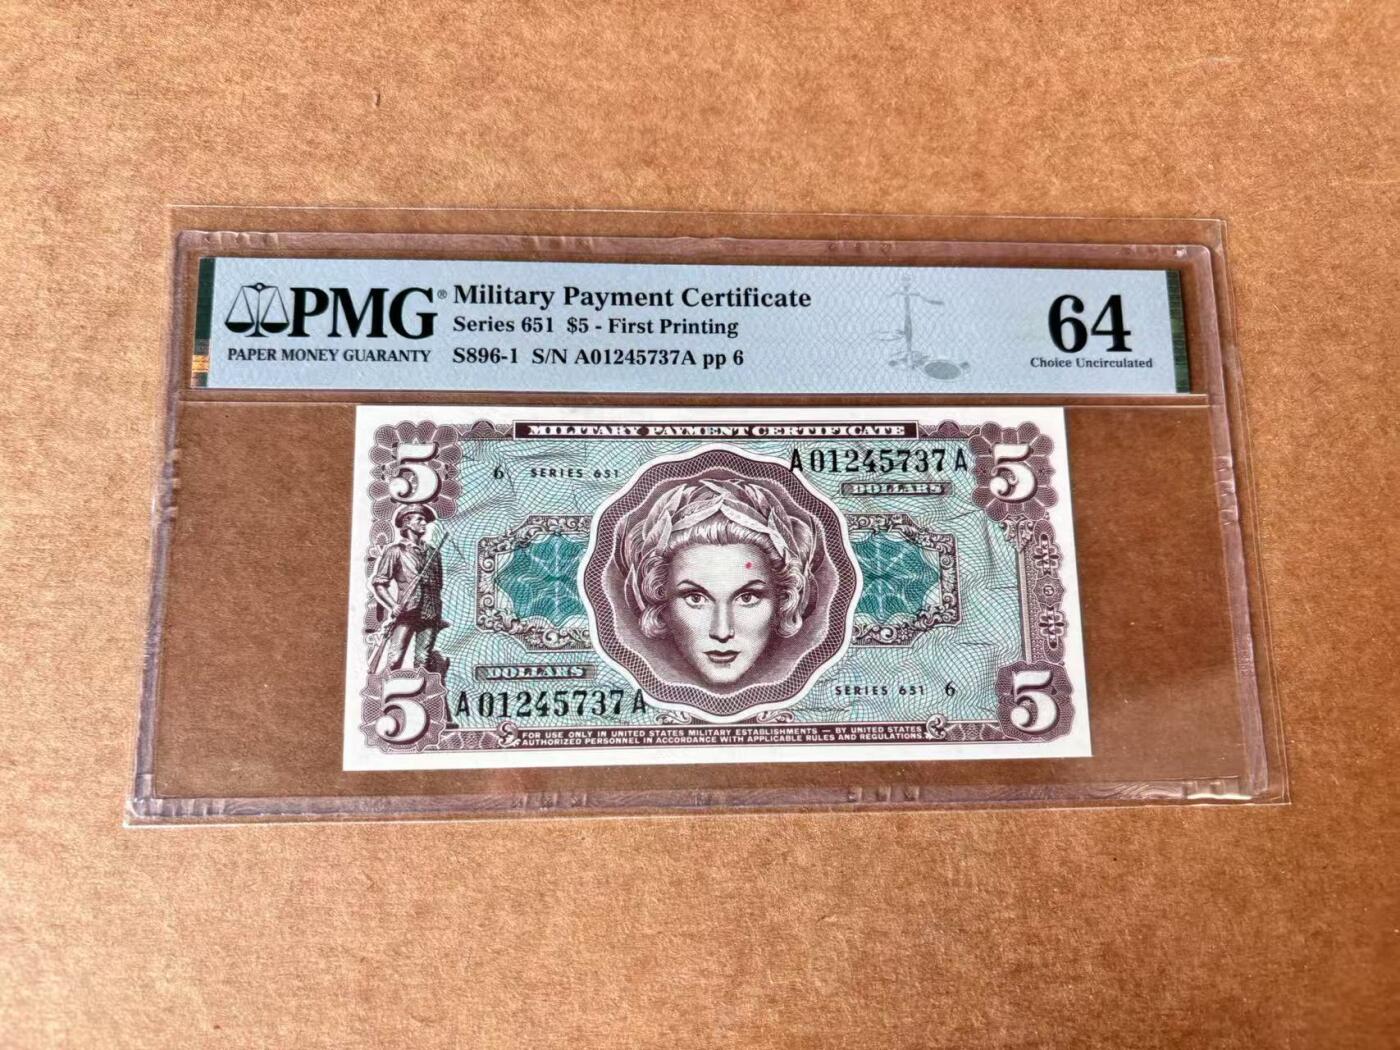 PMG®
PAPER MONEY GUARANTY
Military Payment Certificate
Series 651 $5 - First Printing
S896-1 S/N A01245737A pp 6
64
Choice Uncirculated
MILITARY PAYMENT CERTIFICATE
5
6 SERIES 651
A01245737A
5
DOLLARS
DOLLARS
A01245737A
SERIES 651 6
5
5
FOR USE ONLY IN UNITED STATES MILITARY ESTABLISHMENTS — BY UNITED STATES
AUTHORIZED PERSONNEL IN ACCORDANCE WITH APPLICABLE RULES AND REGULATIONS.